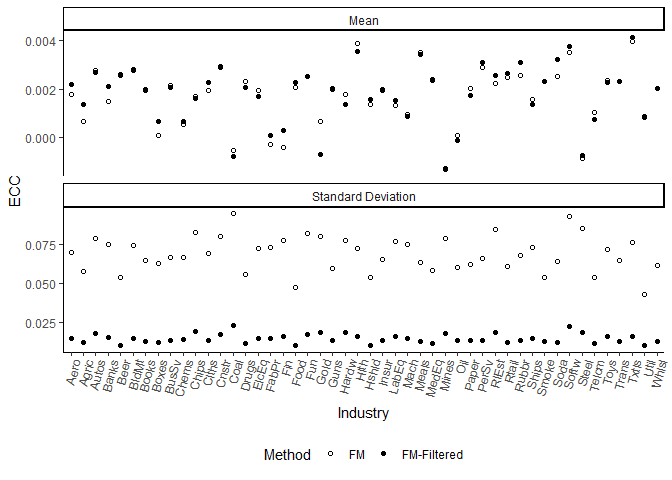 Mean
0.004
0.002
0.000
ECC
Standard Deviation
0.075
0.050
0.025
Aero Agric Autos Banks Beer BldMt Books Boxes BusSv Chems Chips Clths Cnstr Coal Drugs ElcEq FabPr Fin Food Fun Gold Guns Hardw Hlth Hshld Insur LabEq Mach Meals MedEq Mines Oil Paper PerSv RlEst Rtail Rubbr Ships Smoke Soda Softw Steel Telcm Toys Trans Txtls Util Whlsl
Industry
Method FM FM-Filtered